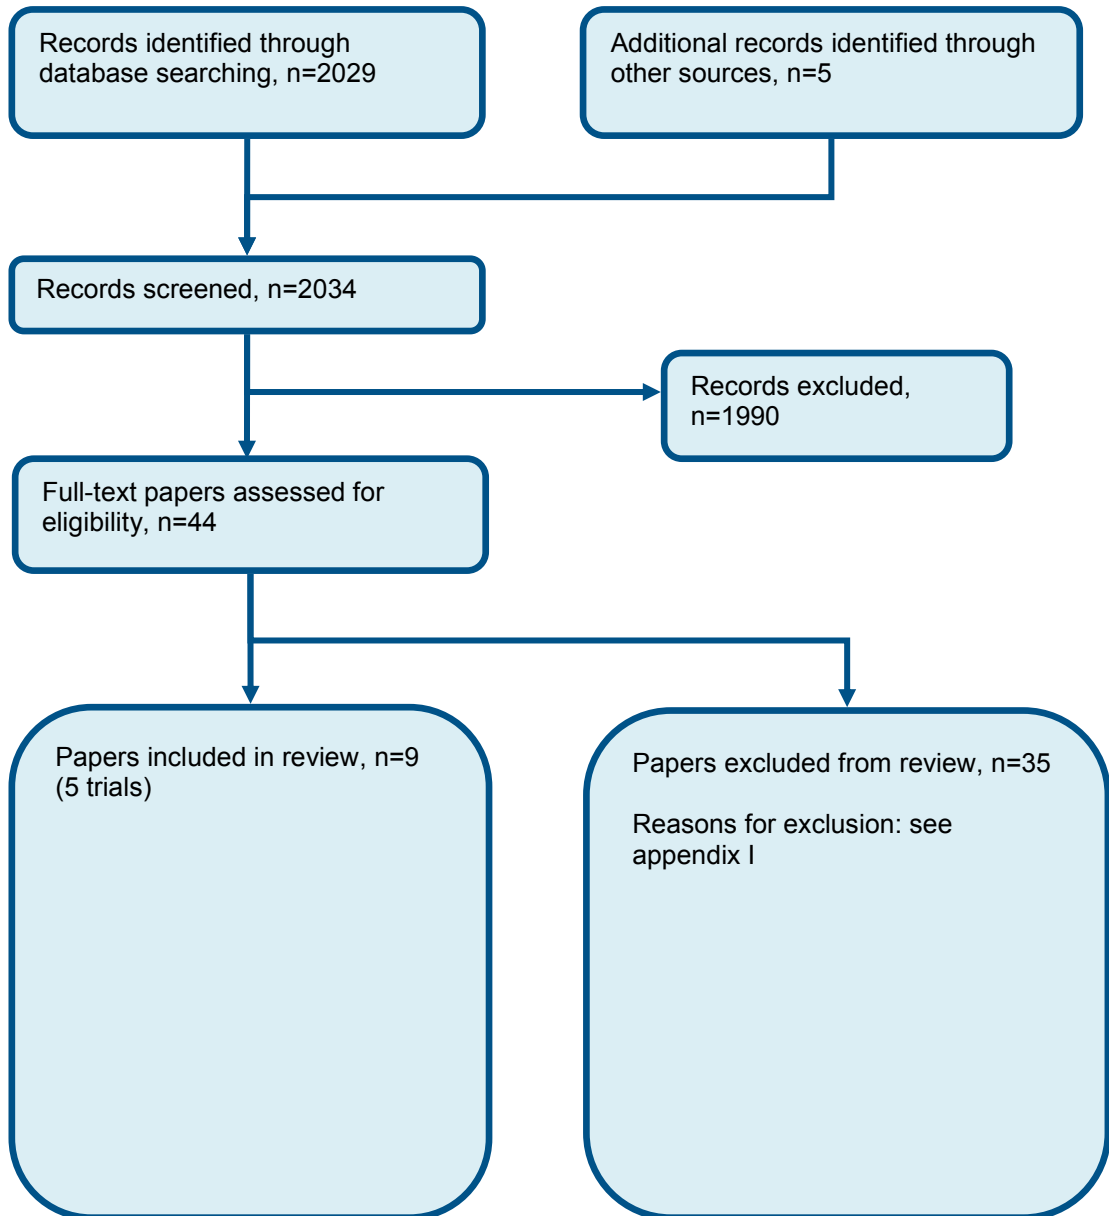 Records identified through
database searching, n=2029
Additional records identified through
other sources, n=5
Records screened, n=2034
Records excluded,
n=1990
Full-text papers assessed for
eligibility, n=44
Papers included in review, n=9
(5 trials)
Papers excluded from review, n=35
Reasons for exclusion: see
appendix I